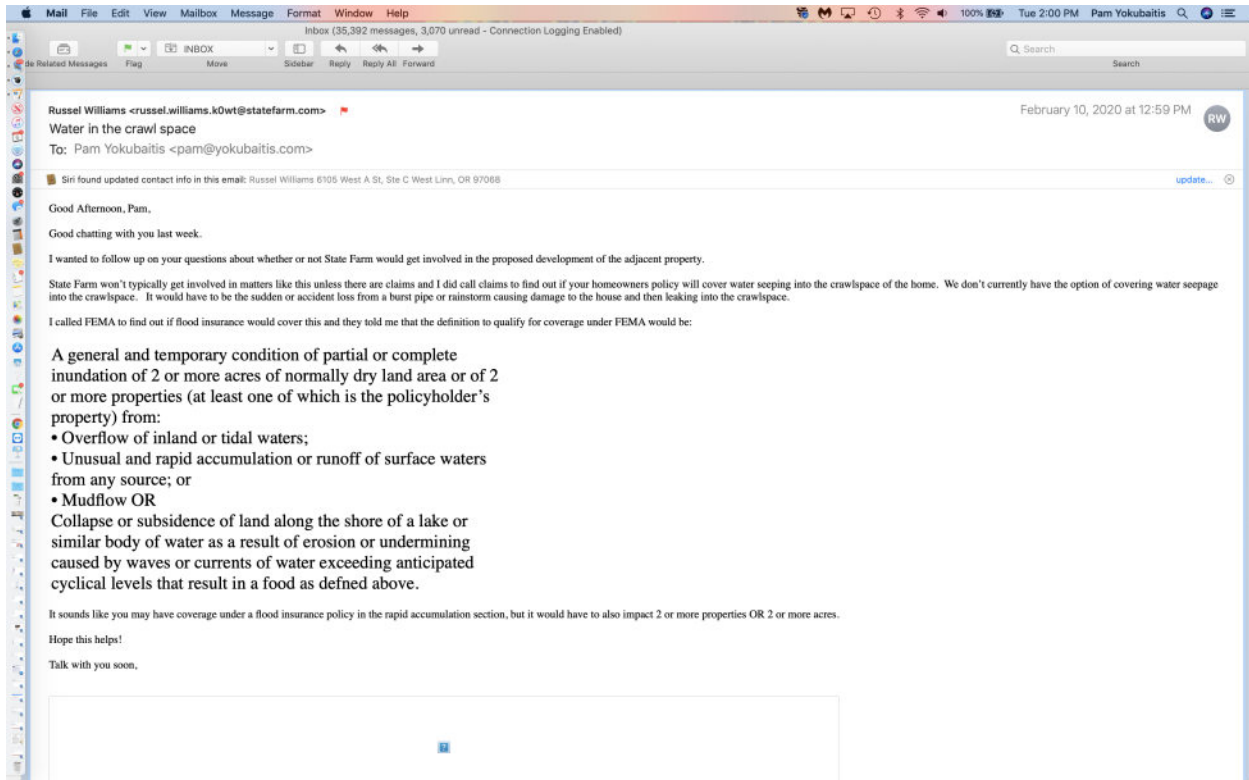 Mail File Edit View Mailbox Message Format Window Help
100% Tue 2:00 PM Pam Yokubaitis
Inbox (35,392 messages, 3,070 unread - Connection Logging Enabled)
INBOX
Search
de Related Messages Flag Move Sidebar Reply Reply All Forward
Search
Russel Williams <russel.williams.k0wt@statefarm.com>
February 10, 2020 at 12:59 PM
RW
Water in the crawl space
To: Pam Yokubaitis <pam@yokubaitis.com>
Siri found updated contact info in this email: Russel Williams 6105 West A St, Ste C West Linn, OR 97068
update...
Good Afternoon, Pam,
Good chatting with you last week.
I wanted to follow up on your questions about whether or not State Farm would get involved in the proposed development of the adjacent property.
State Farm won't typically get involved in matters like this unless there are claims and I did call claims to find out if your homeowners policy will cover water seeping into the crawlspace of the home. We don't currently have the option of covering water seepage
into the crawlspace. It would have to be the sudden or accident loss from a burst pipe or rainstorm causing damage to the house and then leaking into the crawlspace.
I called FEMA to find out if flood insurance would cover this and they told me that the definition to qualify for coverage under FEMA would be:
A general and temporary condition of partial or complete
inundation of 2 or more acres of normally dry land area or of 2
or more properties (at least one of which is the policyholder's
property) from:
• Overflow of inland or tidal waters;
• Unusual and rapid accumulation or runoff of surface waters
from any source; or
• Mudflow OR
Collapse or subsidence of land along the shore of a lake or
similar body of water as a result of erosion or undermining
caused by waves or currents of water exceeding anticipated
cyclical levels that result in a food as defned above.
It sounds like you may have coverage under a flood insurance policy in the rapid accumulation section, but it would have to also impact 2 or more properties OR 2 or more acres.
Hope this helps!
Talk with you soon,
?